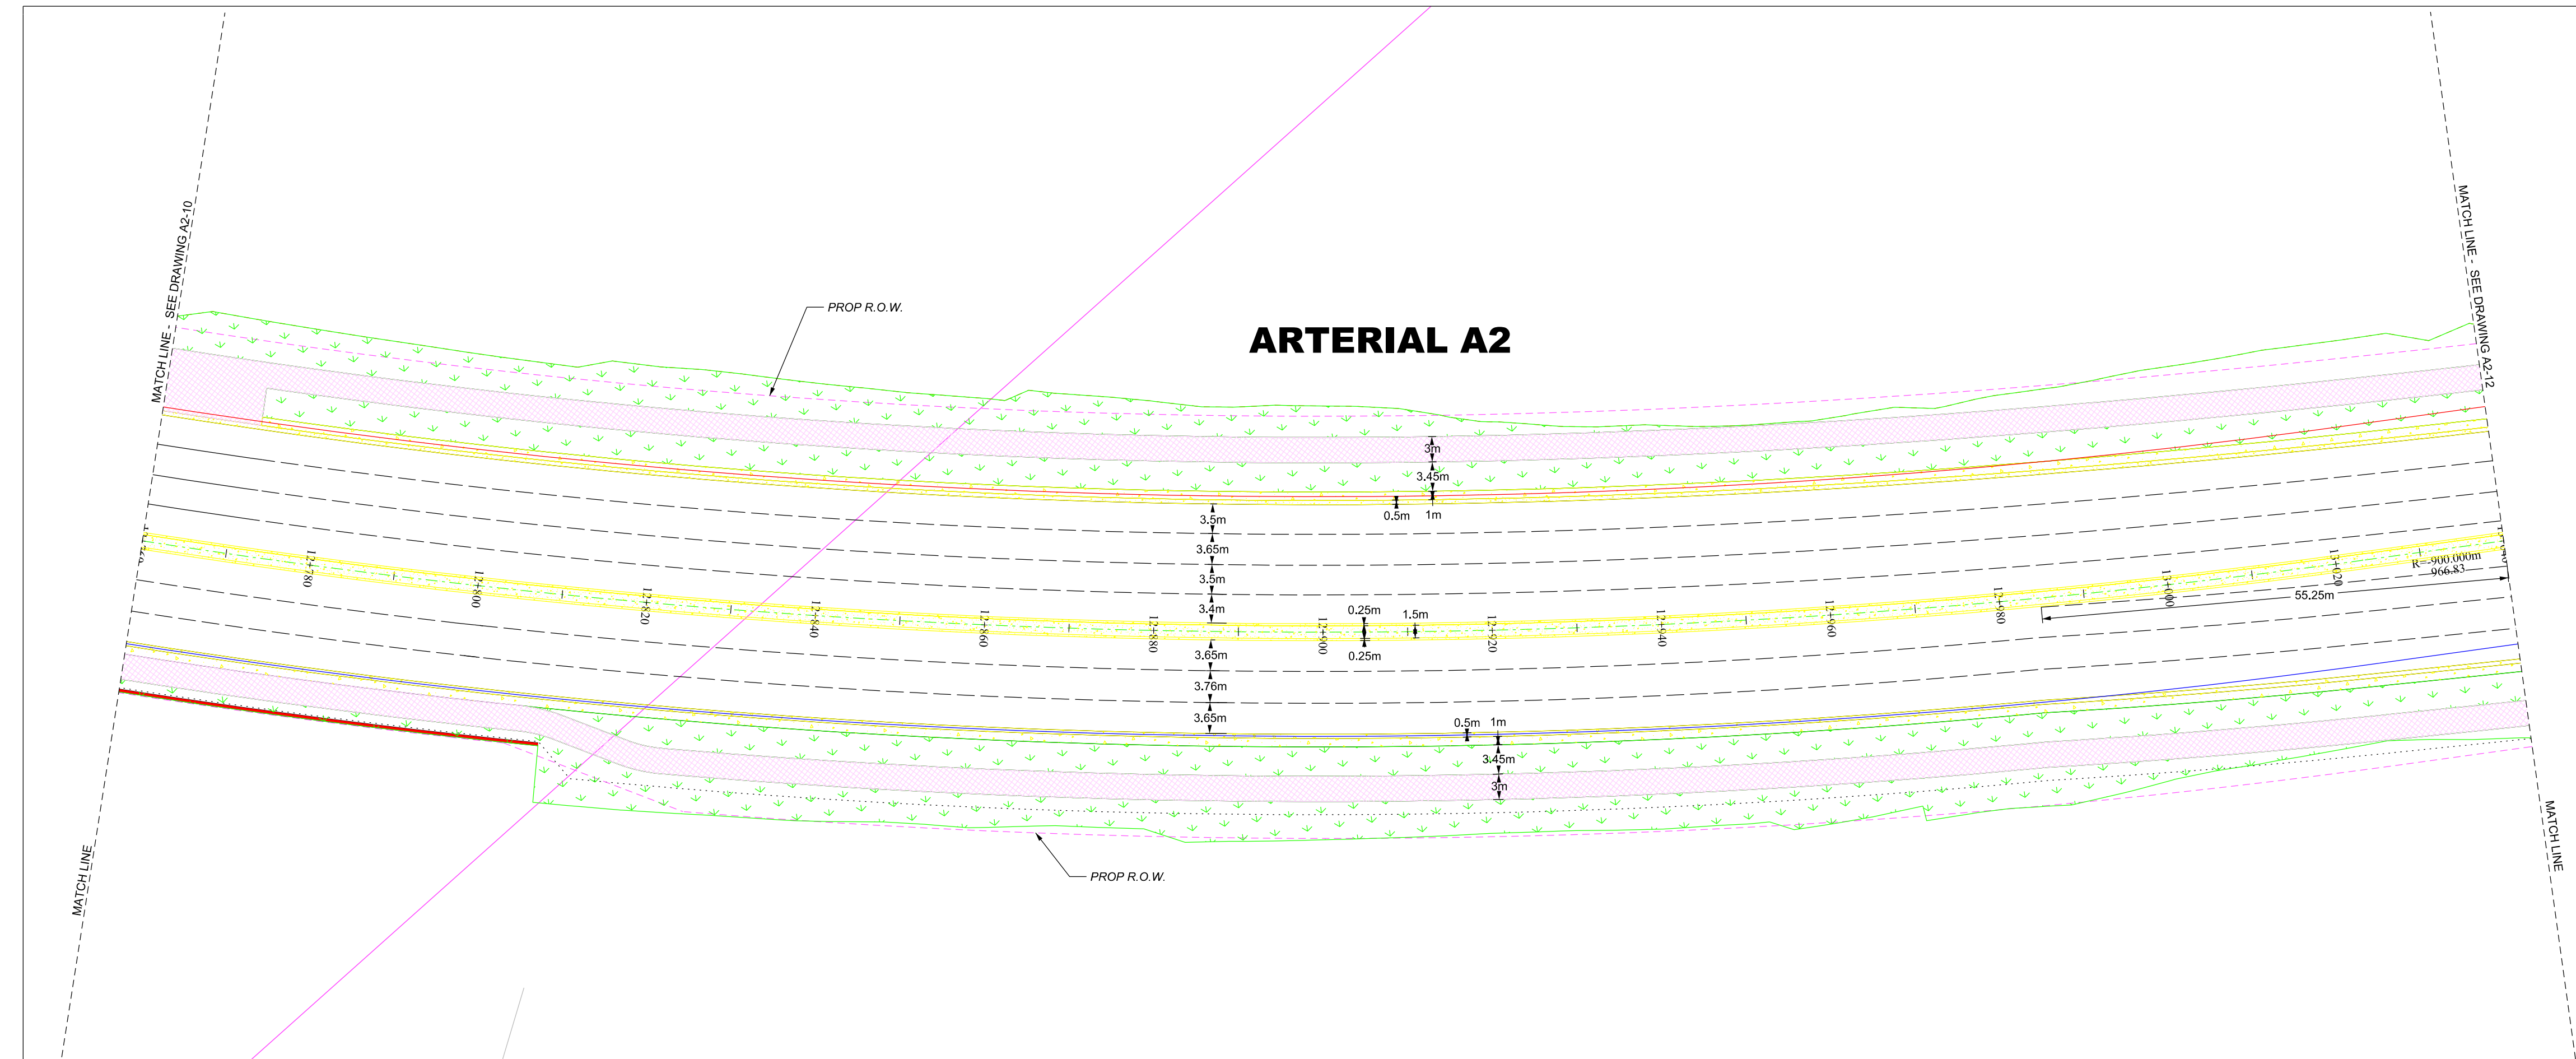 MATCH LINE - SEE DRAWING A2-10
MATCH LINE
PROP R.O.W.
ARTERIAL A2
MATCH LINE - SEE DRAWING A2-12
MATCH LINE
3m
3.45m
0.5m
1m
3.5m
3.65m
3.5m
3.4m
0.25m
1.5m
0.25m
3.65m
3.76m
3.65m
0.5m
1m
3.45m
3m
12+780
12+800
12+820
12+840
12+860
12+880
12+900
12+920
12+940
12+960
12+980
13+000
13+020
R=-900.000m
966.83
55.25m
PROP R.O.W.